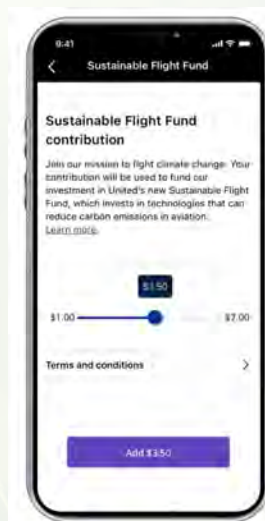 9:41
Sustainable Flight Fund
Sustainable Flight Fund
contribution
Join our mission to fight climate change. Your
contribution will be used to fund our
investment in United's new Sustainable Flight
Fund, which invests in technologies that can
reduce carbon emissions in aviation.
Learn more.
$3.50
$1.00 $7.00
Terms and conditions
Add $3.50